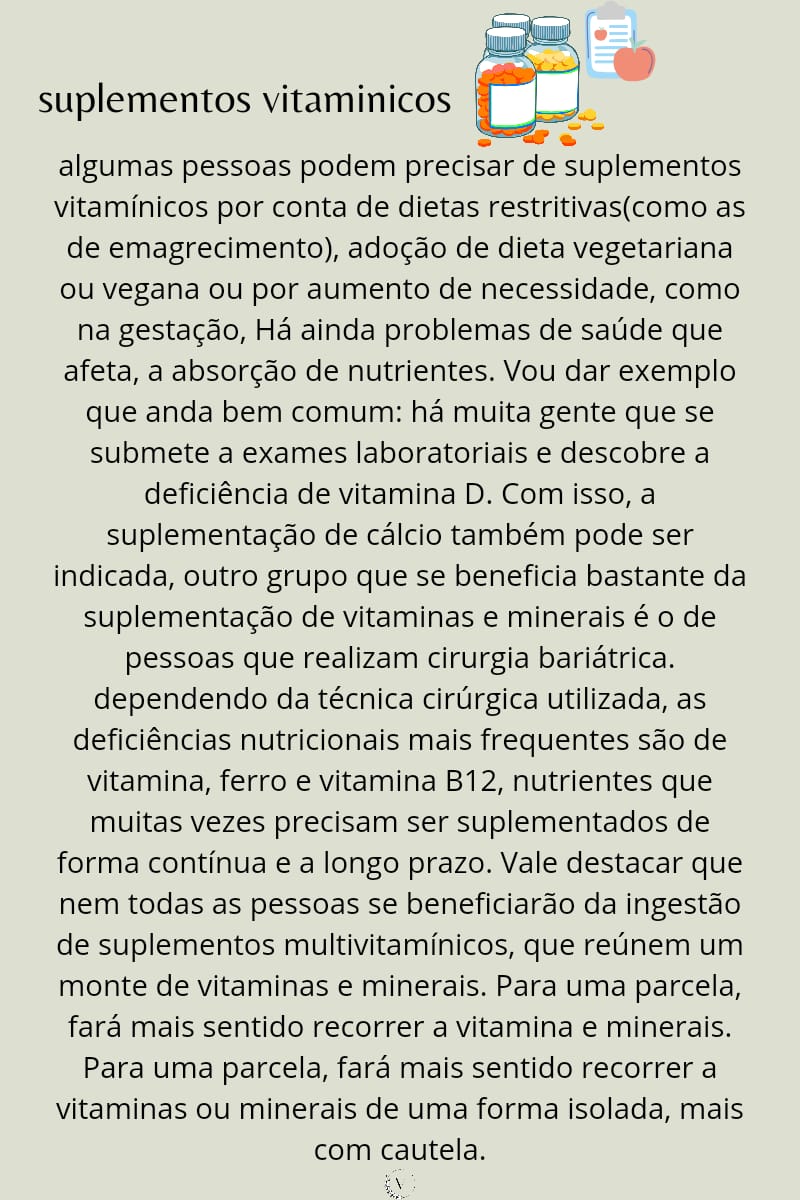 suplementos vitaminicos
algumas pessoas podem precisar de suplementos
vitamínicos por conta de dietas restritivas(como as
de emagrecimento), adoção de dieta vegetariana
ou vegana ou por aumento de necessidade, como
na gestação, Há ainda problemas de saúde que
afeta, a absorção de nutrientes. Vou dar exemplo
que anda bem comum: há muita gente que se
submete a exames laboratoriais e descobre a
deficiência de vitamina D. Com isso, a
suplementação de cálcio também pode ser
indicada, outro grupo que se beneficia bastante da
suplementação de vitaminas e minerais é o de
pessoas que realizam cirurgia bariátrica.
dependendo da técnica cirúrgica utilizada, as
deficiências nutricionais mais frequentes são de
vitamina, ferro e vitamina B12, nutrientes que
muitas vezes precisam ser suplementados de
forma contínua e a longo prazo. Vale destacar que
nem todas as pessoas se beneficiarão da ingestão
de suplementos multivitamínicos, que reúnem um
monte de vitaminas e minerais. Para uma parcela,
fará mais sentido recorrer a vitamina e minerais.
Para uma parcela, fará mais sentido recorrer a
vitaminas ou minerais de uma forma isolada, mais
com cautela.